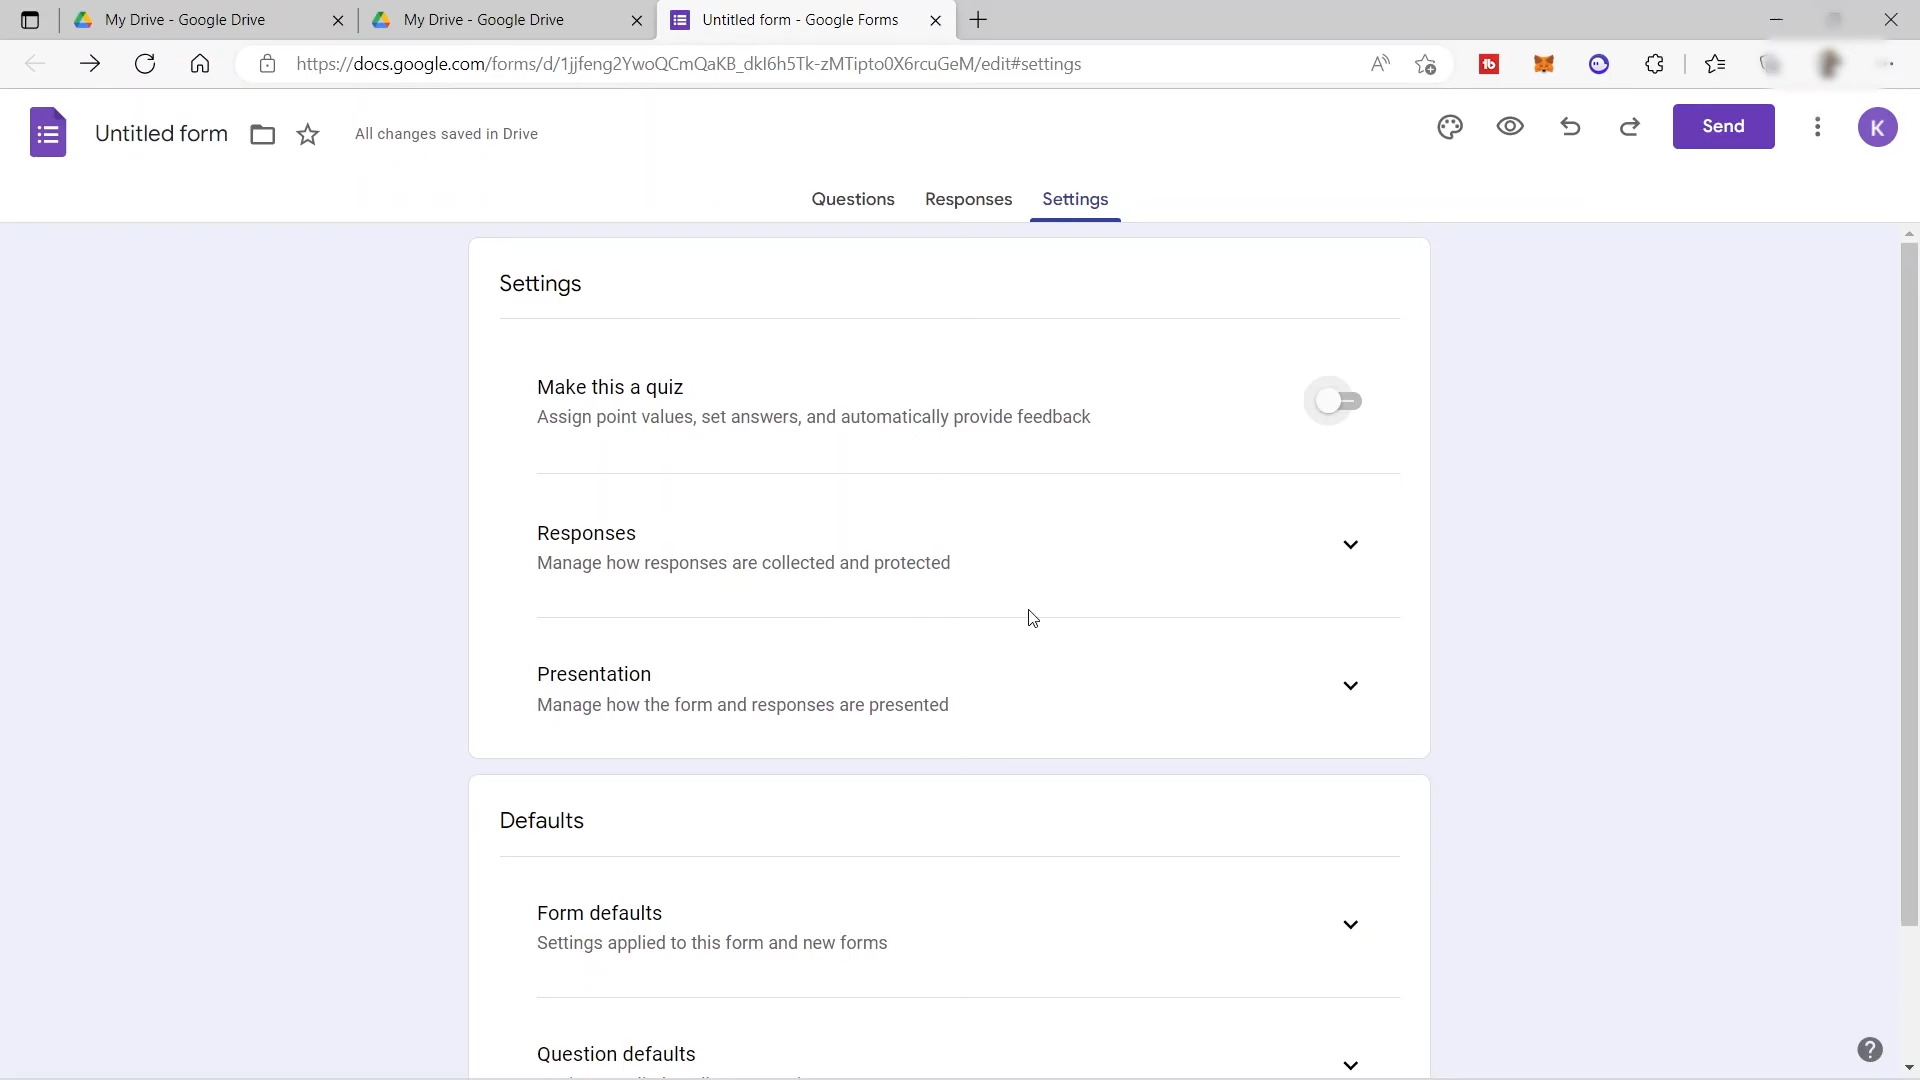 My Drive - Google Drive
My Drive - Google Drive
Untitled form - Google Forms
https://docs.google.com/forms/d/1jjfeng2YwoQCmQaKB_dkI6h5Tk-zMTipto0X6rcuGeM/edit#settings
Untitled form
All changes saved in Drive
Send
K
Questions
Responses
Settings
Settings
Make this a quiz
Assign point values, set answers, and automatically provide feedback
Responses
Manage how responses are collected and protected
Presentation
Manage how the form and responses are presented
Defaults
Form defaults
Settings applied to this form and new forms
Question defaults